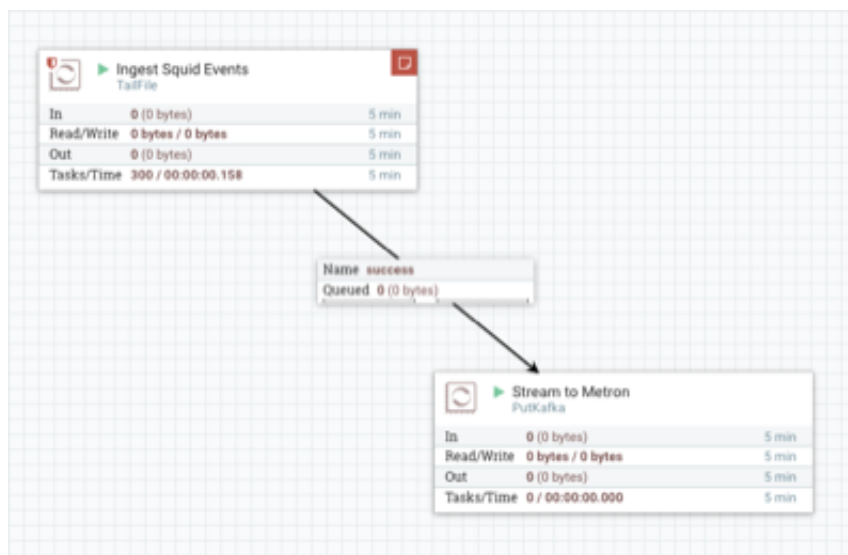 Ingest Squid Events
TailFile
In 0 (0 bytes) 5 min
Read/Write 0 bytes / 0 bytes 5 min
Out 0 (0 bytes) 5 min
Tasks/Time 300 / 00:00:00.158 5 min
Name success
Queued 0 (0 bytes)
Stream to Metron
PutKafka
In 0 (0 bytes) 5 min
Read/Write 0 bytes / 0 bytes 5 min
Out 0 (0 bytes) 5 min
Tasks/Time 0 / 00:00:00.000 5 min